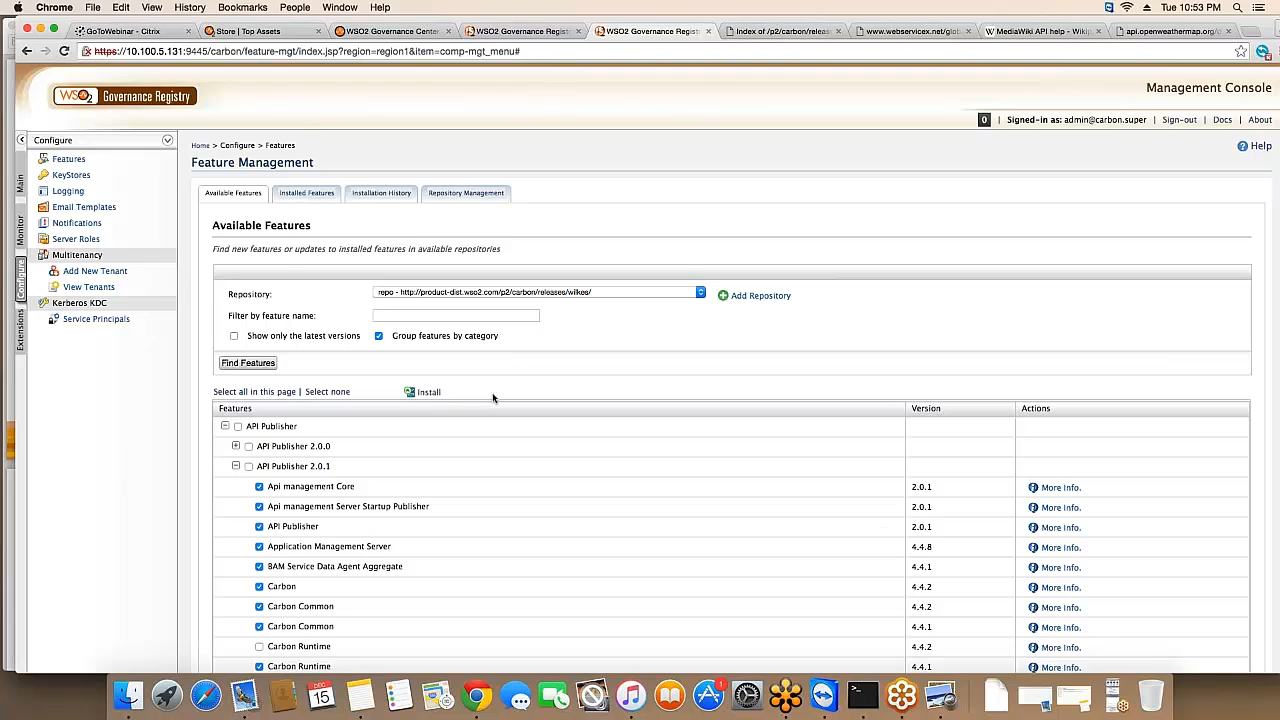 Chrome File Edit View History Bookmarks People Window Help Tue 10:53 PM
GoToWebinar - Citrix Store | Top Assets WSO2 Governance Center WSO2 Governance Regist WSO2 Governance Regist Index of /p2/carbon/releas www.webservicex.net/glob MediaWiki API help - Wikip api.openweathermap.org/
https://10.100.5.131:9445/carbon/feature-mgt/index.jsp?region=region1&item=comp-mgt_menu#
WSO2 Governance Registry
Management Console
0 | Signed-in as: admin@carbon.super | Sign-out | Docs | About
Configure
Features
KeyStores
Logging
Email Templates
Notifications
Server Roles
Multitenancy
Add New Tenant
View Tenants
Kerberos KDC
Service Principals
Main
Monitor
Configure
Extensions
Home > Configure > Features
Help
Feature Management
Available Features Installed Features Installation History Repository Management
Available Features
Find new features or updates to installed features in available repositories
Repository: repo - http://product-dist.wso2.com/p2/carbon/releases/wilkes/ Add Repository
Filter by feature name:
Show only the latest versions Group features by category
Find Features
Select all in this page | Select none Install
Features Version Actions
API Publisher
API Publisher 2.0.0
API Publisher 2.0.1
Api management Core 2.0.1 More Info.
Api management Server Startup Publisher 2.0.1 More Info.
API Publisher 2.0.1 More Info.
Application Management Server 4.4.8 More Info.
BAM Service Data Agent Aggregate 4.4.1 More Info.
Carbon 4.4.2 More Info.
Carbon Common 4.4.2 More Info.
Carbon Common 4.4.1 More Info.
Carbon Runtime 4.4.2 More Info.
Carbon Runtime 4.4.1 More Info.
DEC
15
1